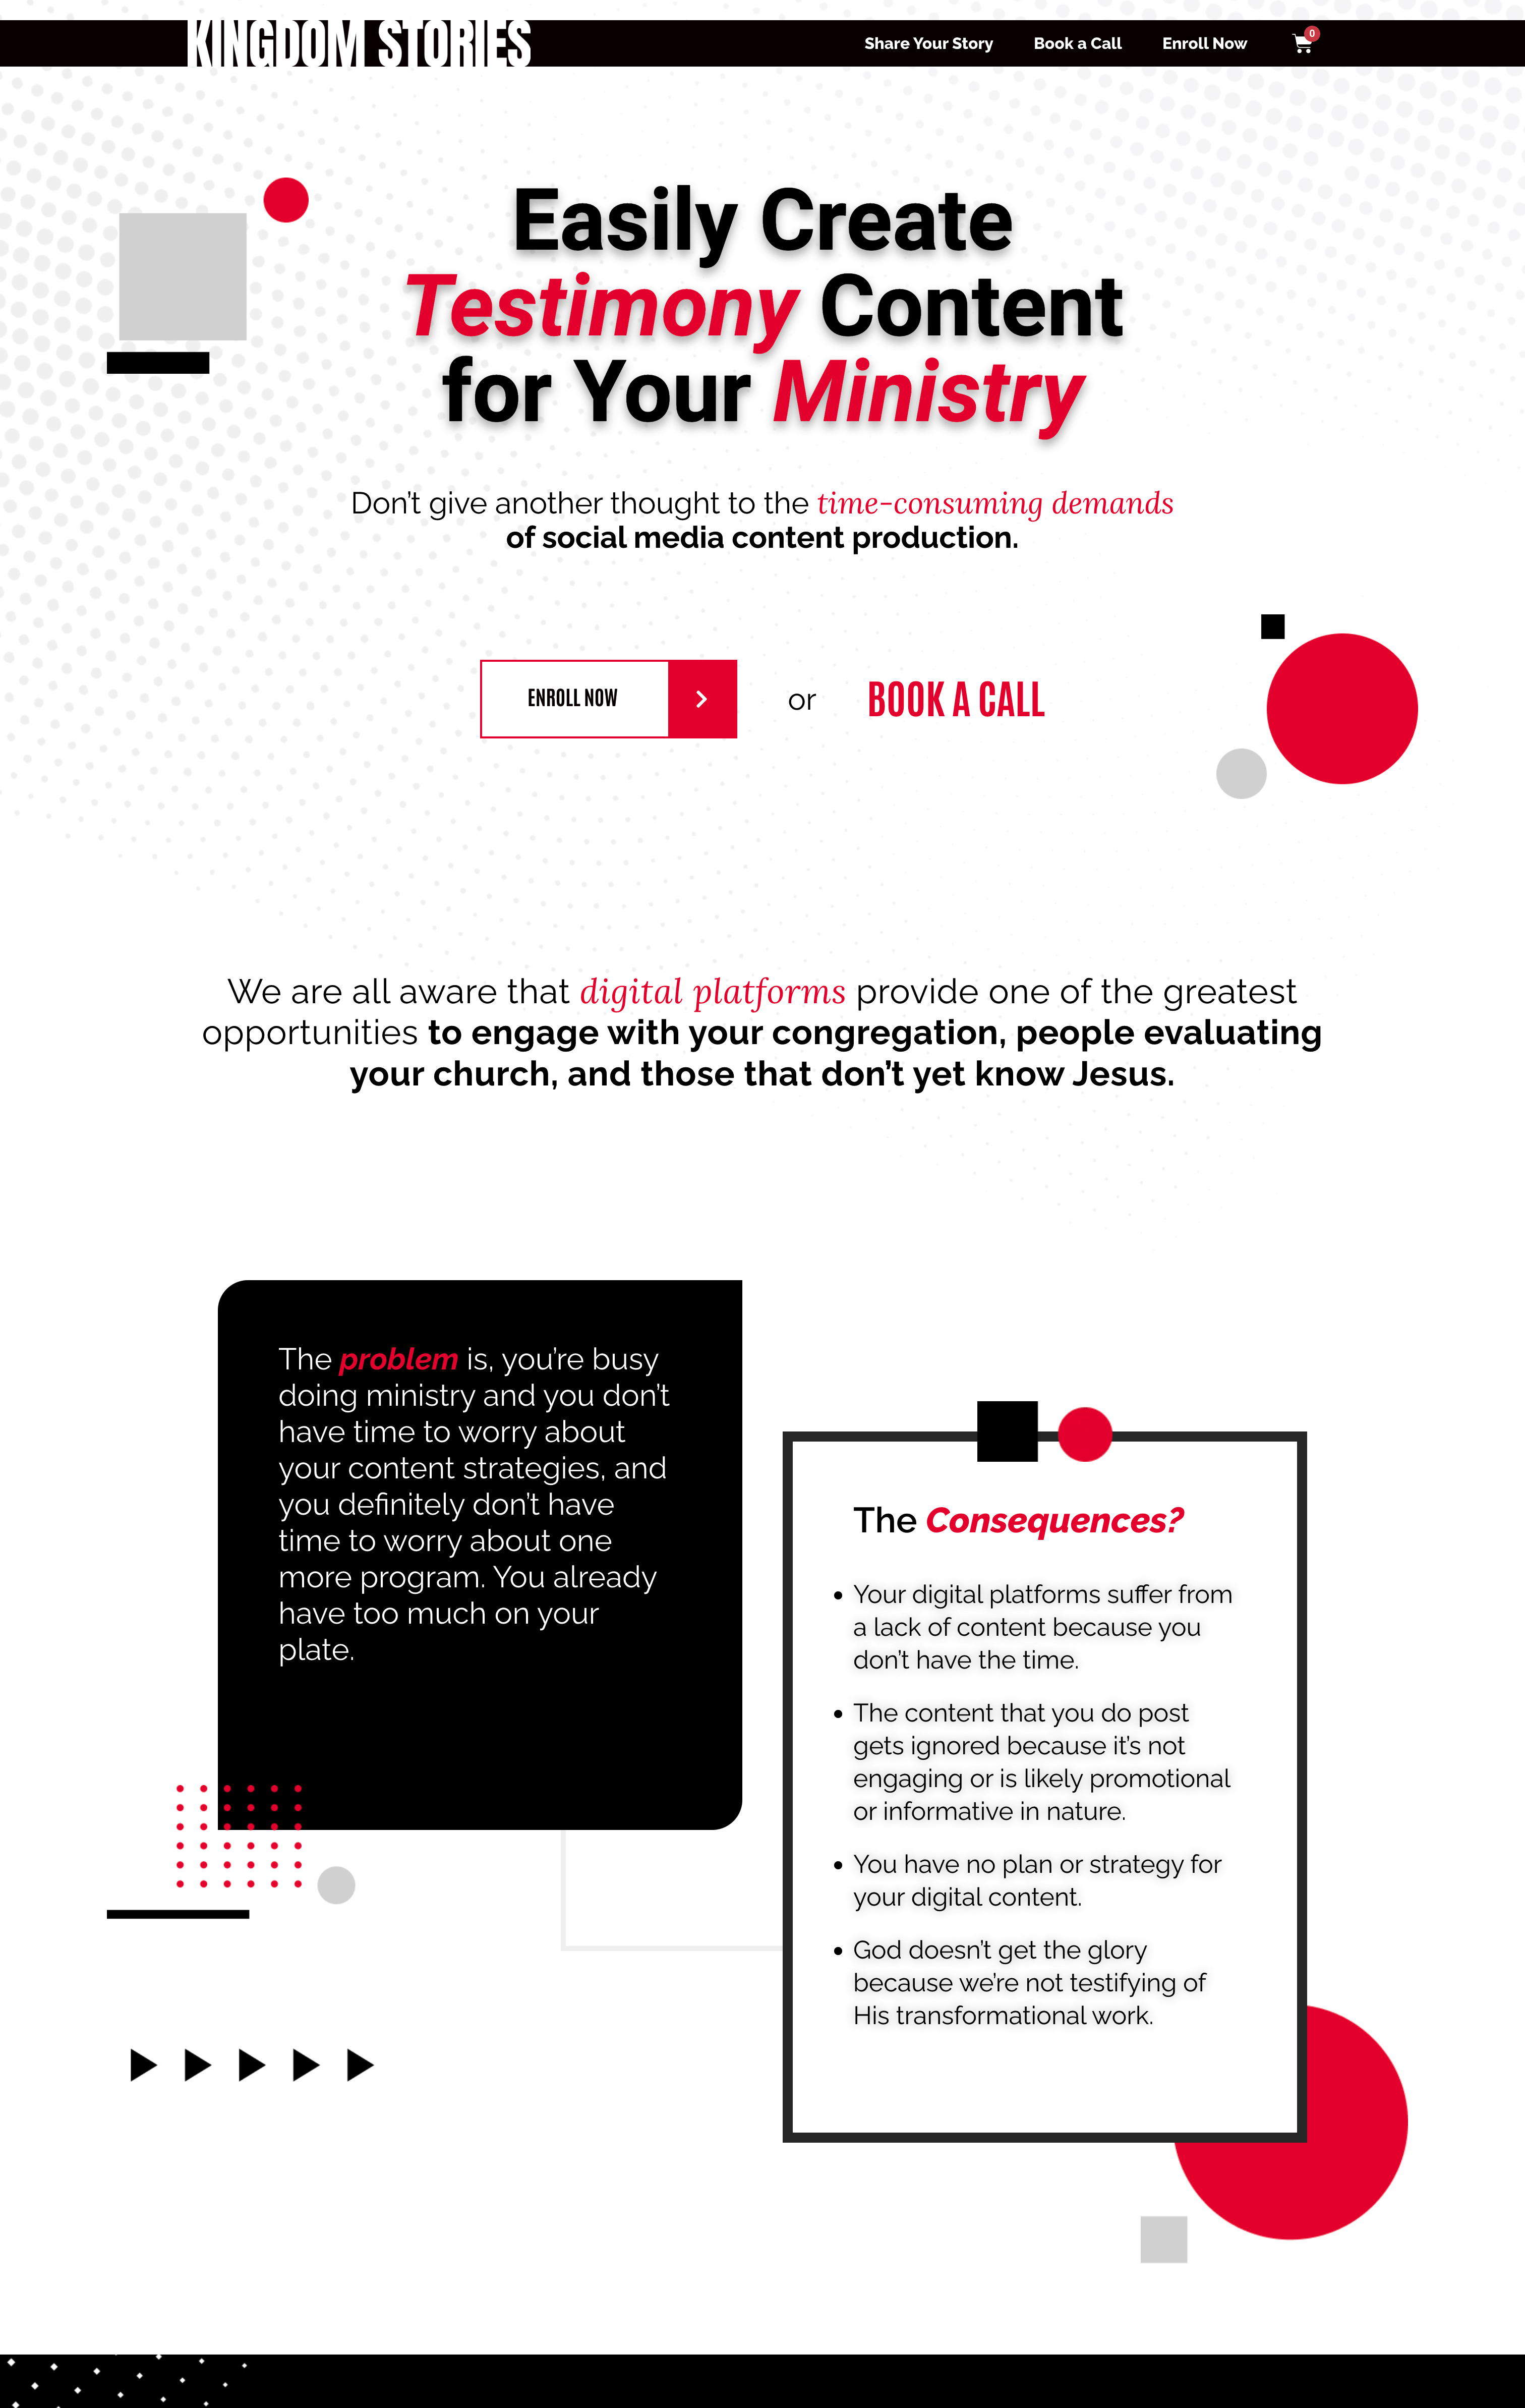 KINGDOM STORIES
Share Your Story
Book a Call
Enroll Now
0
Easily Create
Testimony Content
for Your Ministry
Don’t give another thought to the time-consuming demands
of social media content production.
ENROLL NOW
or
BOOK A CALL
We are all aware that digital platforms provide one of the greatest
opportunities to engage with your congregation, people evaluating
your church, and those that don’t yet know Jesus.
The problem is, you’re busy
doing ministry and you don’t
have time to worry about
your content strategies, and
you definitely don’t have
time to worry about one
more program. You already
have too much on your
plate.
The Consequences?
• Your digital platforms suffer from
a lack of content because you
don’t have the time.
• The content that you do post
gets ignored because it’s not
engaging or is likely promotional
or informative in nature.
• You have no plan or strategy for
your digital content.
• God doesn’t get the glory
because we’re not testifying of
His transformational work.